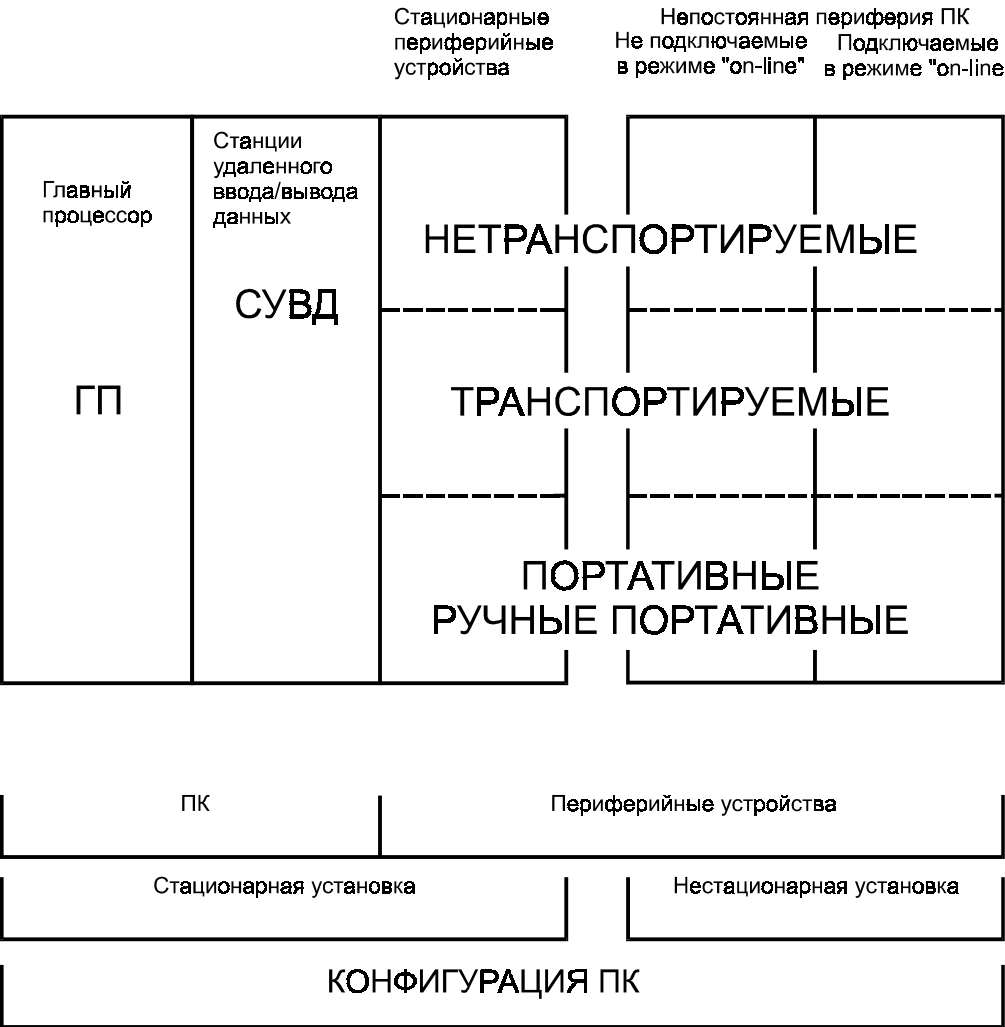 Стационарные
периферийные
устройства
Непостоянная периферия ПК
Не подключаемые
в режиме "on-line"
Подключаемые
в режиме "on-line
Главный
процессор
ГП
Станции
удаленного
ввода/вывода
данных
СУВД
НЕТРАНСПОРТИРУЕМЫЕ
ТРАНСПОРТИРУЕМЫЕ
ПОРТАТИВНЫЕ
РУЧНЫЕ ПОРТАТИВНЫЕ
ПК
Периферийные устройства
Стационарная установка
Нестационарная установка
КОНФИГУРАЦИЯ ПК